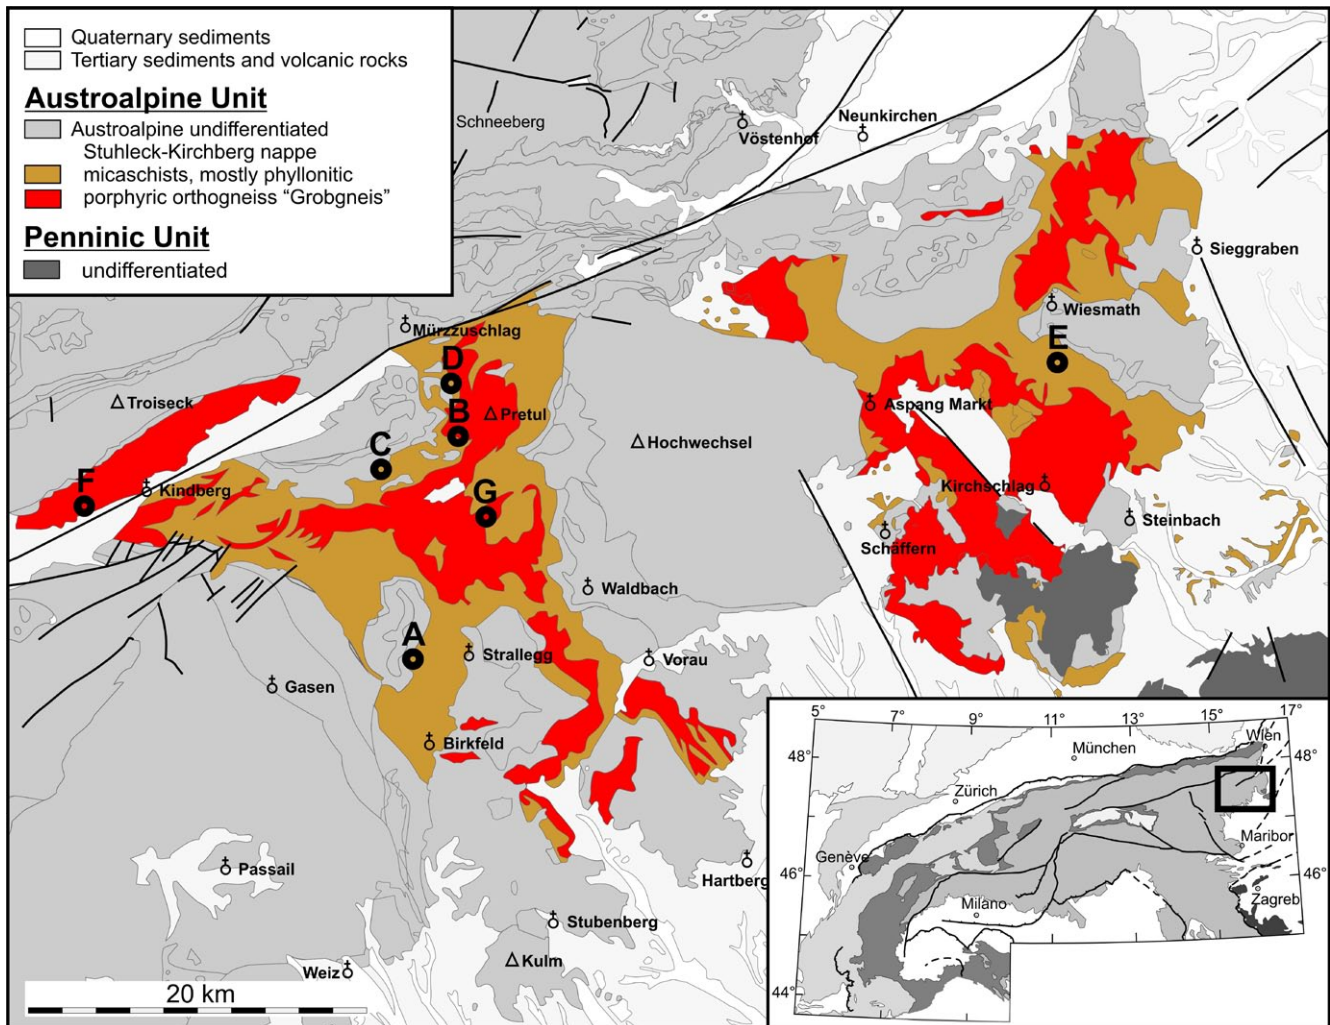 Quaternary sediments
Tertiary sediments and volcanic rocks
Austroalpine Unit
Austroalpine undifferentiated
Stuhleck-Kirchberg nappe
micaschists, mostly phyllonitic
porphyric orthogneiss "Grobgneis"
Penninic Unit
undifferentiated
Schneeberg
Vöstenhof
Neunkirchen
Sieggraben
Wiesmath
Mürzzuschlag
E
D
Troiseck
Pretul
Aspang Markt
B
Hochwechsel
C
F
Kindberg
G
Kirchschlag
Steinbach
Schäffern
Waldbach
A
Strallegg
Vorau
Gasen
Birkfeld
Passail
Hartberg
Stubenberg
Kulm
Weiz
20 km
5°
7°
9°
11°
13°
15°
17°
48°
München
Wien
48°
Zürich
Genève
Maribor
46°
46°
Milano
Zagreb
44°